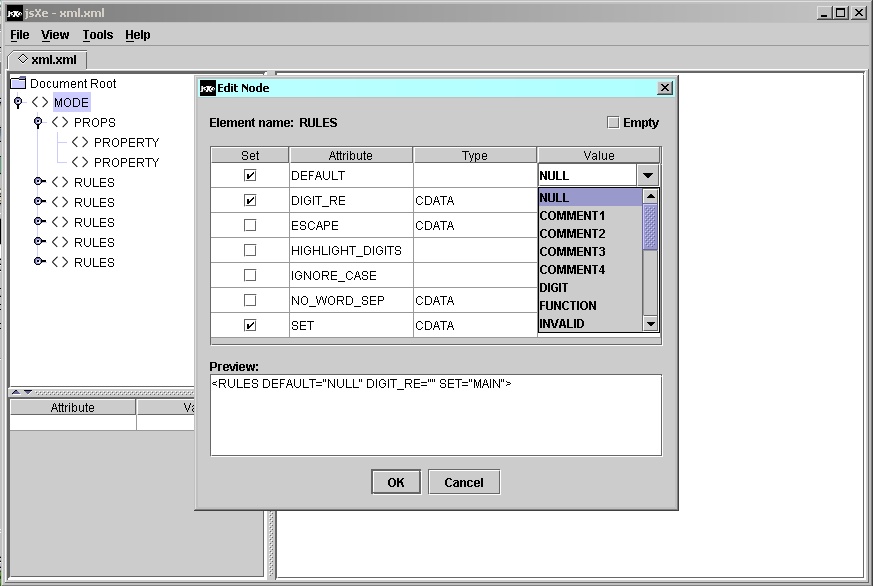 jsXe - xml.xml
File View Tools Help
xml.xml
Document Root
MODE
PROPS
PROPERTY
PROPERTY
RULES
RULES
RULES
RULES
RULES
Attribute Va
Edit Node
Element name: RULES Empty
Set Attribute Type Value
DEFAULT NULL
DIGIT_RE CDATA
ESCAPE CDATA
HIGHLIGHT_DIGITS
IGNORE_CASE
NO_WORD_SEP CDATA
SET CDATA
NULL
COMMENT1
COMMENT2
COMMENT3
COMMENT4
DIGIT
FUNCTION
INVALID
Preview:
<RULES DEFAULT="NULL" DIGIT_RE="" SET="MAIN">
OK Cancel